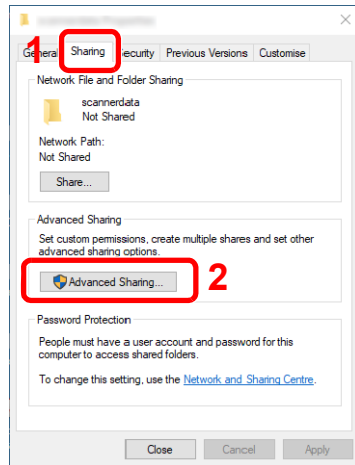 1
General Sharing Security Previous Versions Customise
Network File and Folder Sharing
scannerdata
Not Shared
Network Path:
Not Shared
Share...
Advanced Sharing
Set custom permissions, create multiple shares and set other
advanced sharing options.
Advanced Sharing...
2
Password Protection
People must have a user account and password for this
computer to access shared folders.
To change this setting, use the Network and Sharing Centre.
Close Cancel Apply